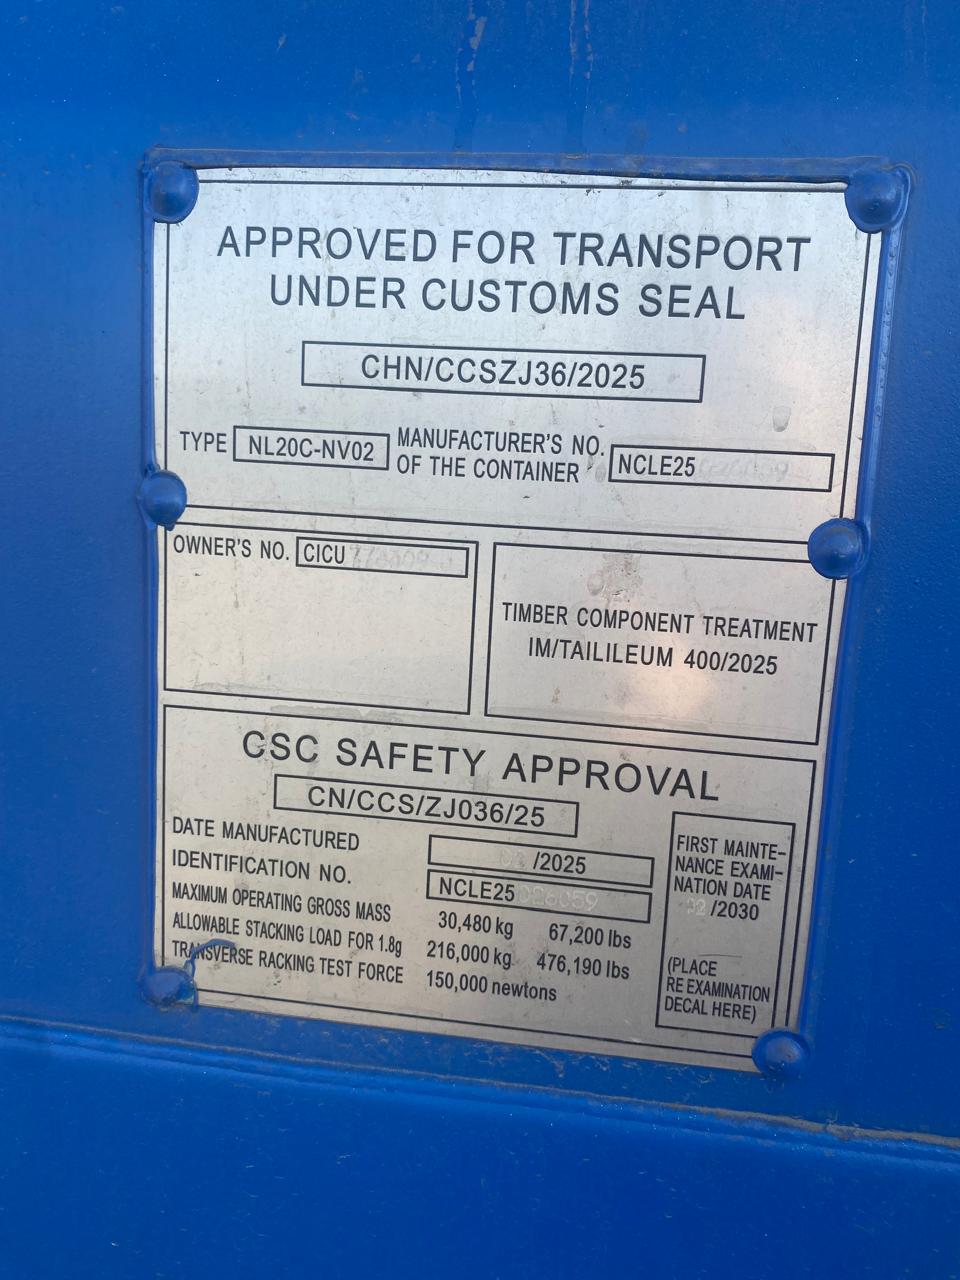 APPROVED FOR TRANSPORT
UNDER CUSTOMS SEAL
CHN/CCSZJ36/2025
TYPE NL20C-NV02
MANUFACTURER'S NO.
OF THE CONTAINER
NCLE25
OWNER'S NO. CICU
TIMBER COMPONENT TREATMENT
IM/TAILILEUM 400/2025
CSC SAFETY APPROVAL
CN/CCS/ZJ036/25
DATE MANUFACTURED /2025
IDENTIFICATION NO. NCLE25 026059
MAXIMUM OPERATING GROSS MASS 30,480 kg 67,200 lbs
ALLOWABLE STACKING LOAD FOR 1.8g 216,000 kg 476,190 lbs
TRANSVERSE RACKING TEST FORCE 150,000 newtons
FIRST MAINTE-
NANCE EXAMI-
NATION DATE
/2030
(PLACE
RE EXAMINATION
DECAL HERE)